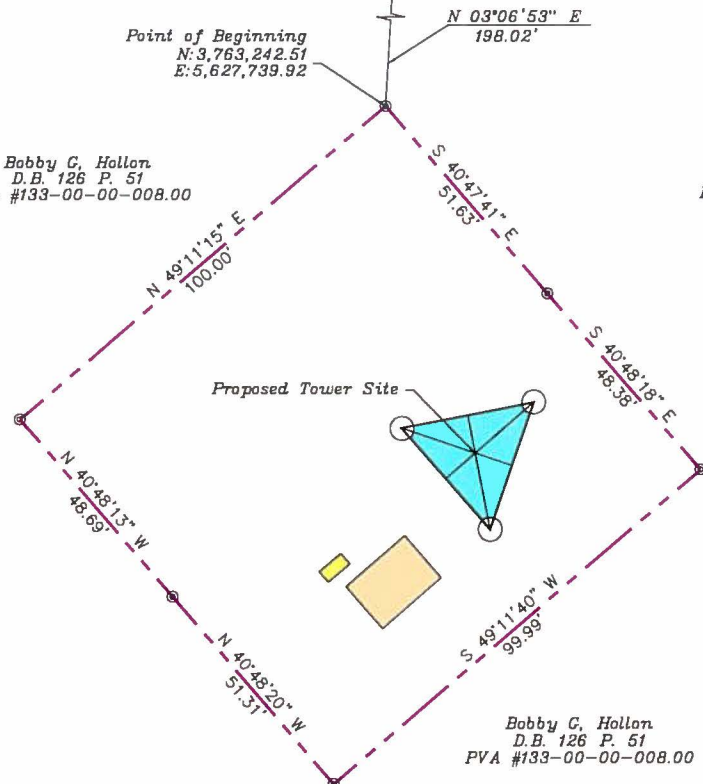 N 03°06'53" E
198.02'
Point of Beginning
N:3,763,242.51
E:5,627,739.92
Bobby G, Hollon
D.B. 126 P. 51
#133-00-00-008.00
N 49°11'15" E
100.00'
S 40°47'41" E
51.63'
S 40°48'18" E
48.38'
Proposed Tower Site
N 40°48'13" W
48.69'
N 40°48'20" W
51.31'
S 49°11'40" W
99.99'
Bobby G, Hollon
D.B. 126 P. 51
PVA #133-00-00-008.00